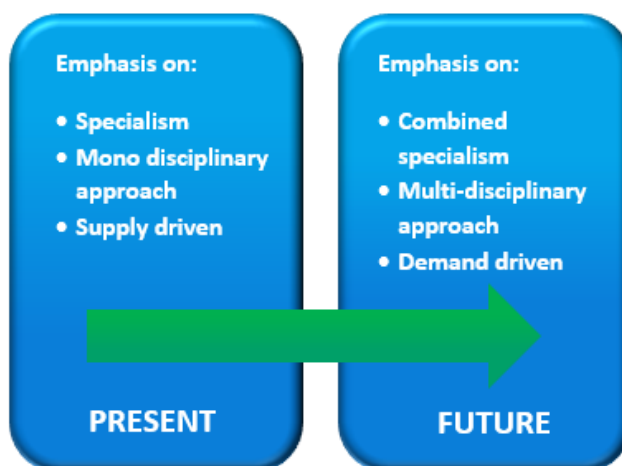 Emphasis on:
• Specialism
• Mono disciplinary
approach
• Supply driven
PRESENT
Emphasis on:
• Combined
specialism
• Multi-disciplinary
approach
• Demand driven
FUTURE